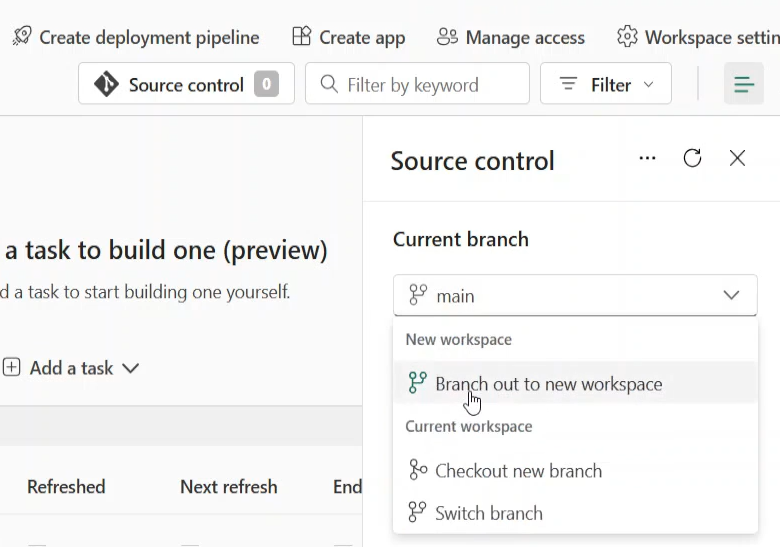 Create deployment pipeline Create app Manage access Workspace settin
Source control 0 Filter by keyword Filter
Source control
a task to build one (preview)
d a task to start building one yourself.
Add a task
Current branch
main
New workspace
Branch out to new workspace
Current workspace
Checkout new branch
Switch branch
Refreshed Next refresh End